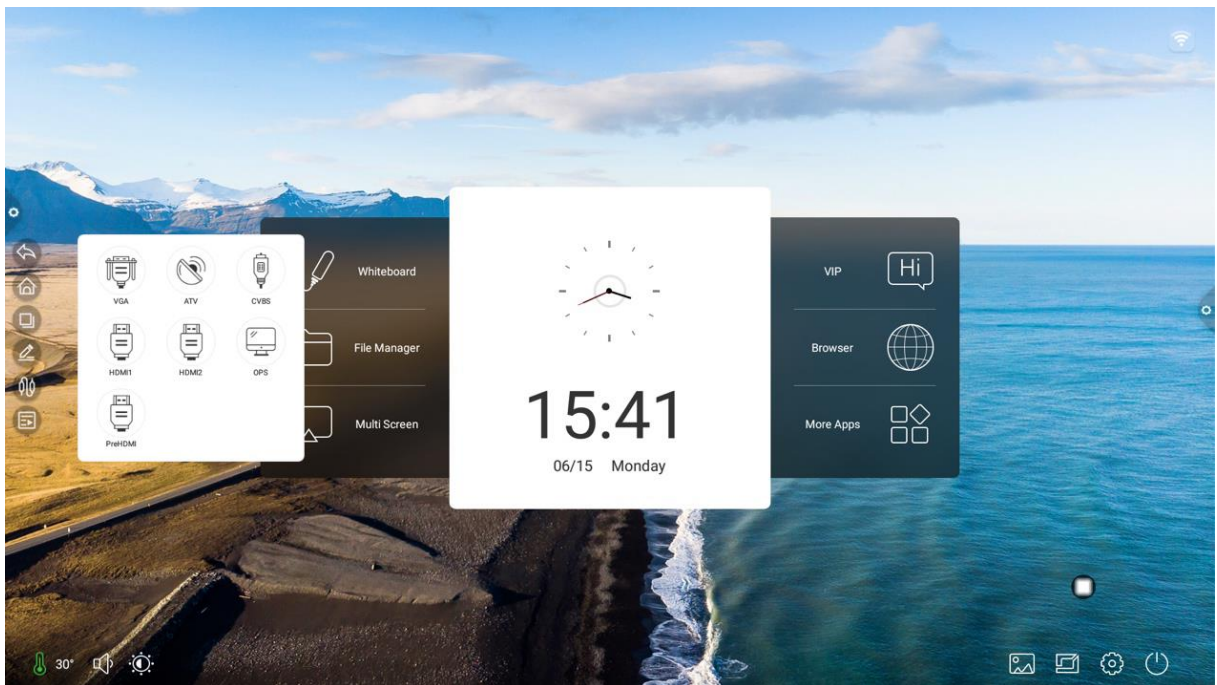 VGA
ATV
CVBS
HDMI1
HDMI2
OPS
PreHDMI
Whiteboard
File Manager
Multi Screen
15:41
06/15 Monday
VIP
Hi
Browser
More Apps
30°